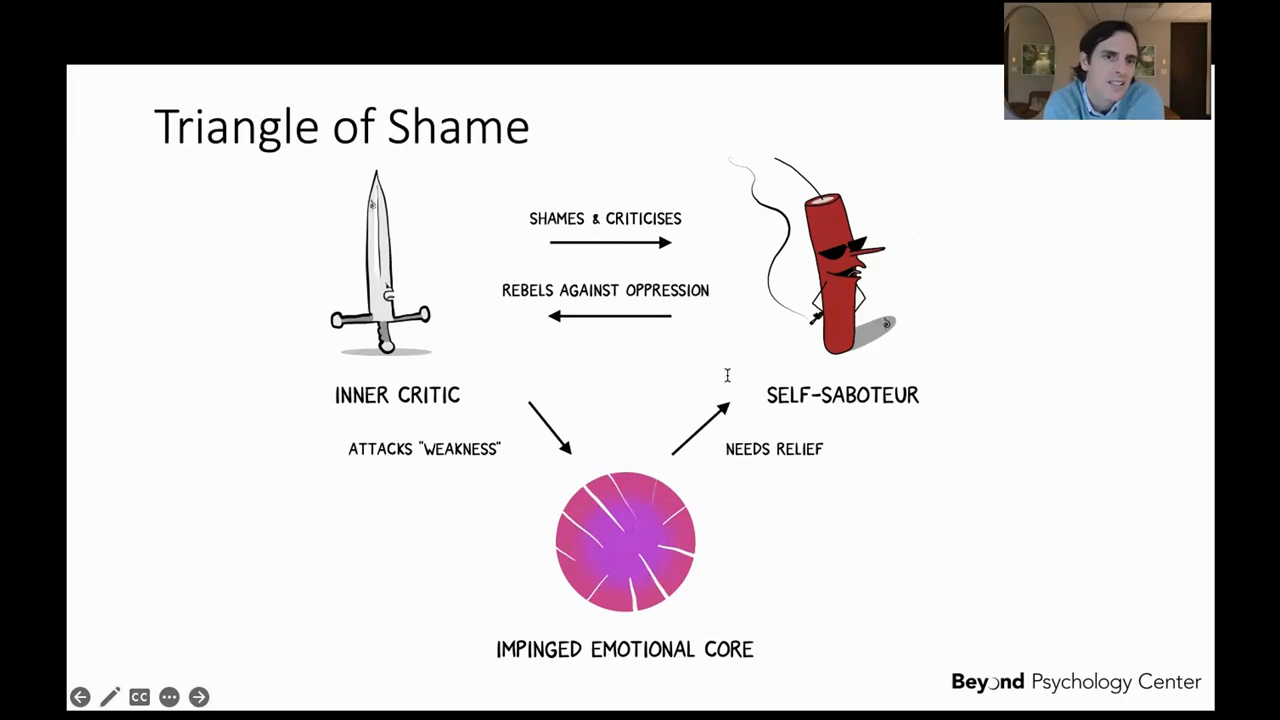 Triangle of Shame
SHAMES & CRITICISES
REBELS AGAINST OPPRESSION
INNER CRITIC
SELF-SABOTEUR
ATTACKS "WEAKNESS"
NEEDS RELIEF
IMPINGED EMOTIONAL CORE
Beyond Psychology Center
CC